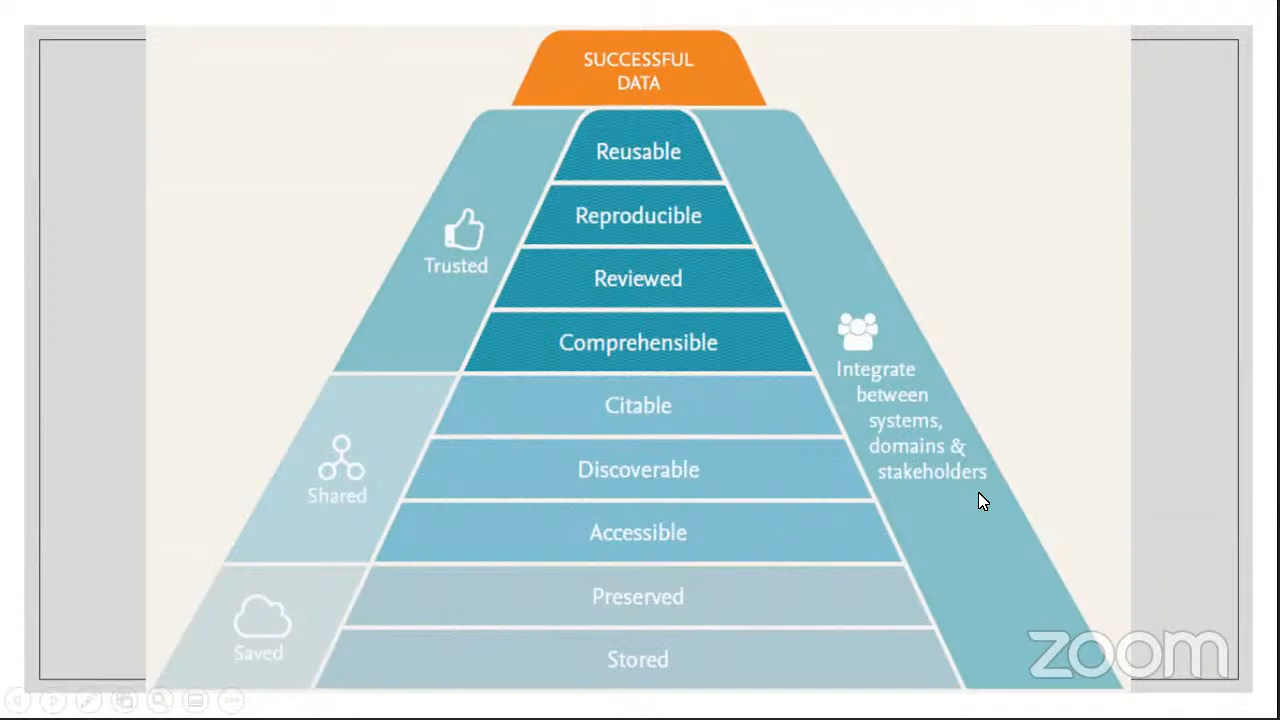 SUCCESSFUL
DATA
Reusable
Reproducible
Reviewed
Comprehensible
Citable
Discoverable
Accessible
Preserved
Stored
Trusted
Shared
Saved
Integrate
between
systems,
domains &
stakeholders
zoom